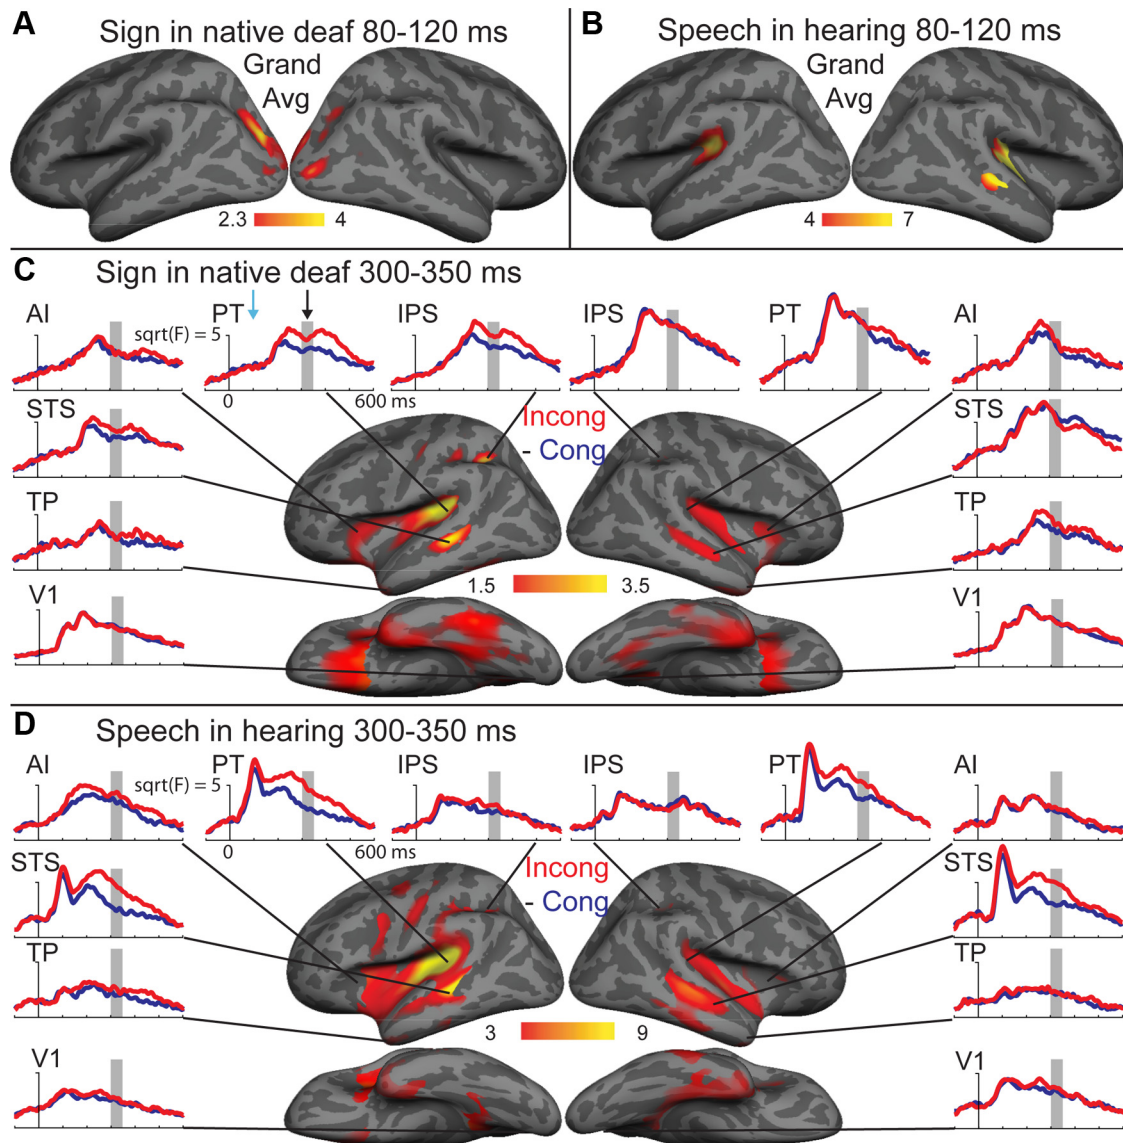 A
Sign in native deaf 80-120 ms
Grand
Avg
2.3
4
B
Speech in hearing 80-120 ms
Grand
Avg
4
7
C
Sign in native deaf 300-350 ms
AI
PT
IPS
IPS
PT
AI
sqrt(F) = 5
0
600 ms
STS
Incong
- Cong
STS
TP
TP
1.5
3.5
V1
V1
D
Speech in hearing 300-350 ms
AI
PT
IPS
IPS
PT
AI
sqrt(F) = 5
0
600 ms
STS
Incong
- Cong
STS
TP
TP
3
9
V1
V1